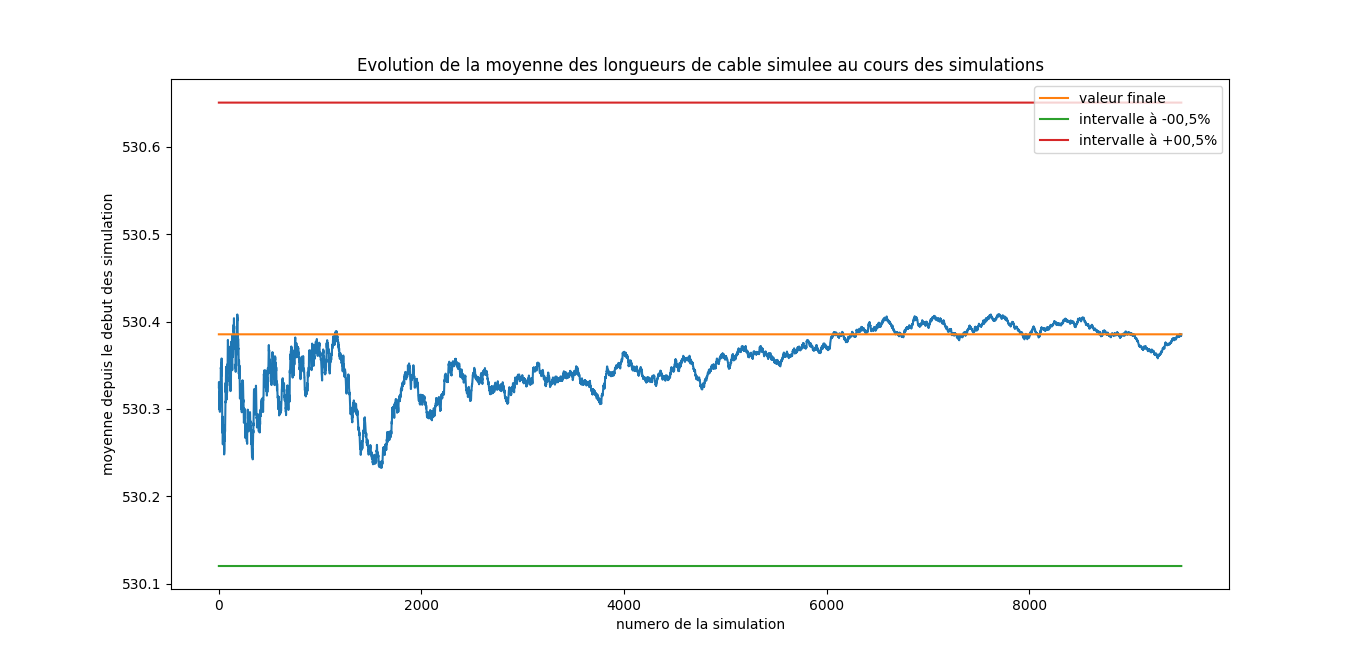 Evolution de la moyenne des longueurs de cable simulee au cours des simulations
valeur finale
intervalle à -00,5%
intervalle à +00,5%
moyenne depuis le debut des simulation
530.6
530.5
530.4
530.3
530.2
530.1
0 2000 4000 6000 8000
numero de la simulation